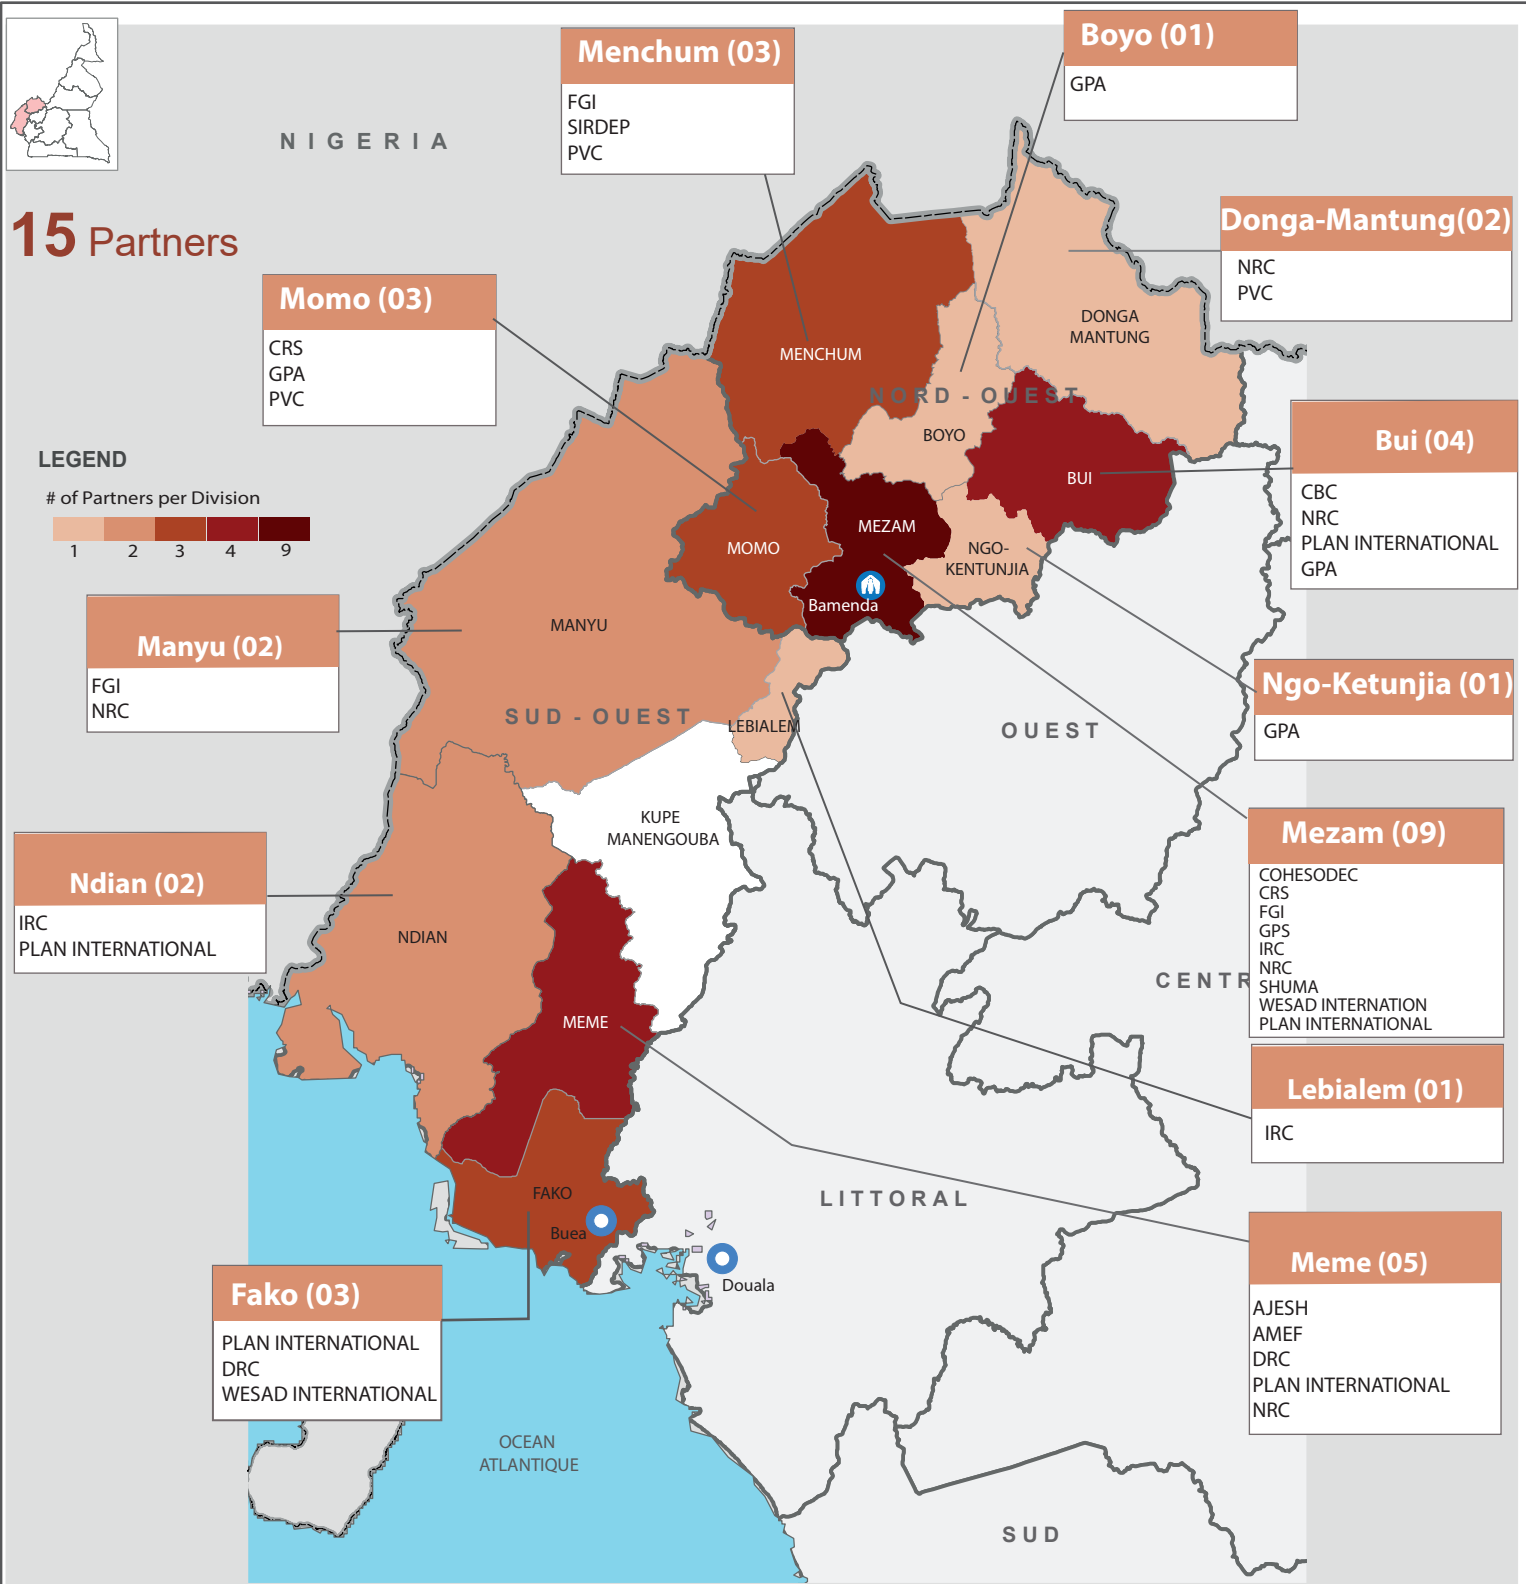 Menchum (03)
FGI
SIRDEP
PVC
Boyo (01)
GPA
NIGERIA
15 Partners
Donga-Mantung(02)
NRC
PVC
Momo (03)
CRS
GPA
PVC
DONGA
MANTUNG
MENCHUM
NORD - OUEST
BOYO
Bui (04)
CBC
NRC
PLAN INTERNATIONAL
GPA
BUI
LEGEND
# of Partners per Division
1 2 3 4 9
MEZAM
MOMO
NGO-
KENTUNJIA
Bamenda
Manyu (02)
FGI
NRC
MANYU
Ngo-Ketunjia (01)
GPA
SUD - OUEST
LEBIALEM
OUEST
KUPE
MANENGOUBA
Mezam (09)
COHESODEC
CRS
FGI
GPS
IRC
NRC
SHUMA
WESAD INTERNATION
PLAN INTERNATIONAL
Ndian (02)
IRC
PLAN INTERNATIONAL
NDIAN
CENTR
MEME
Lebialem (01)
IRC
LITTORAL
FAKO
Buea
Douala
Meme (05)
AJESH
AMEF
DRC
PLAN INTERNATIONAL
NRC
Fako (03)
PLAN INTERNATIONAL
DRC
WESAD INTERNATIONAL
OCEAN
ATLANTIQUE
SUD